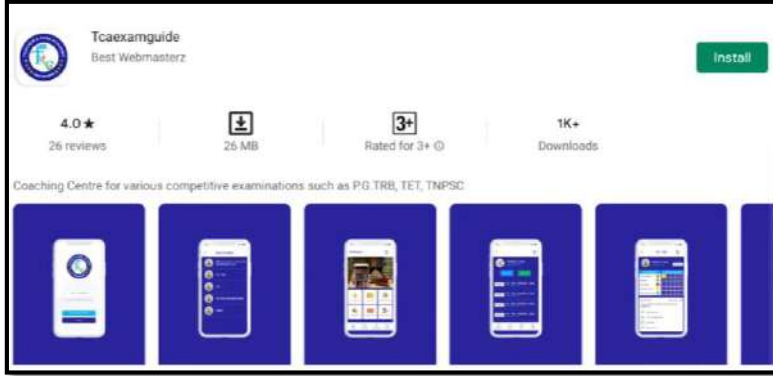 Tcaexamguide
Best Webmasterz
Install
4.0★
26 reviews
26 MB
3+
Rated for 3+
1K+
Downloads
Coaching Centre for various competitive examinations such as P.G.TRB, TET, TNPSC